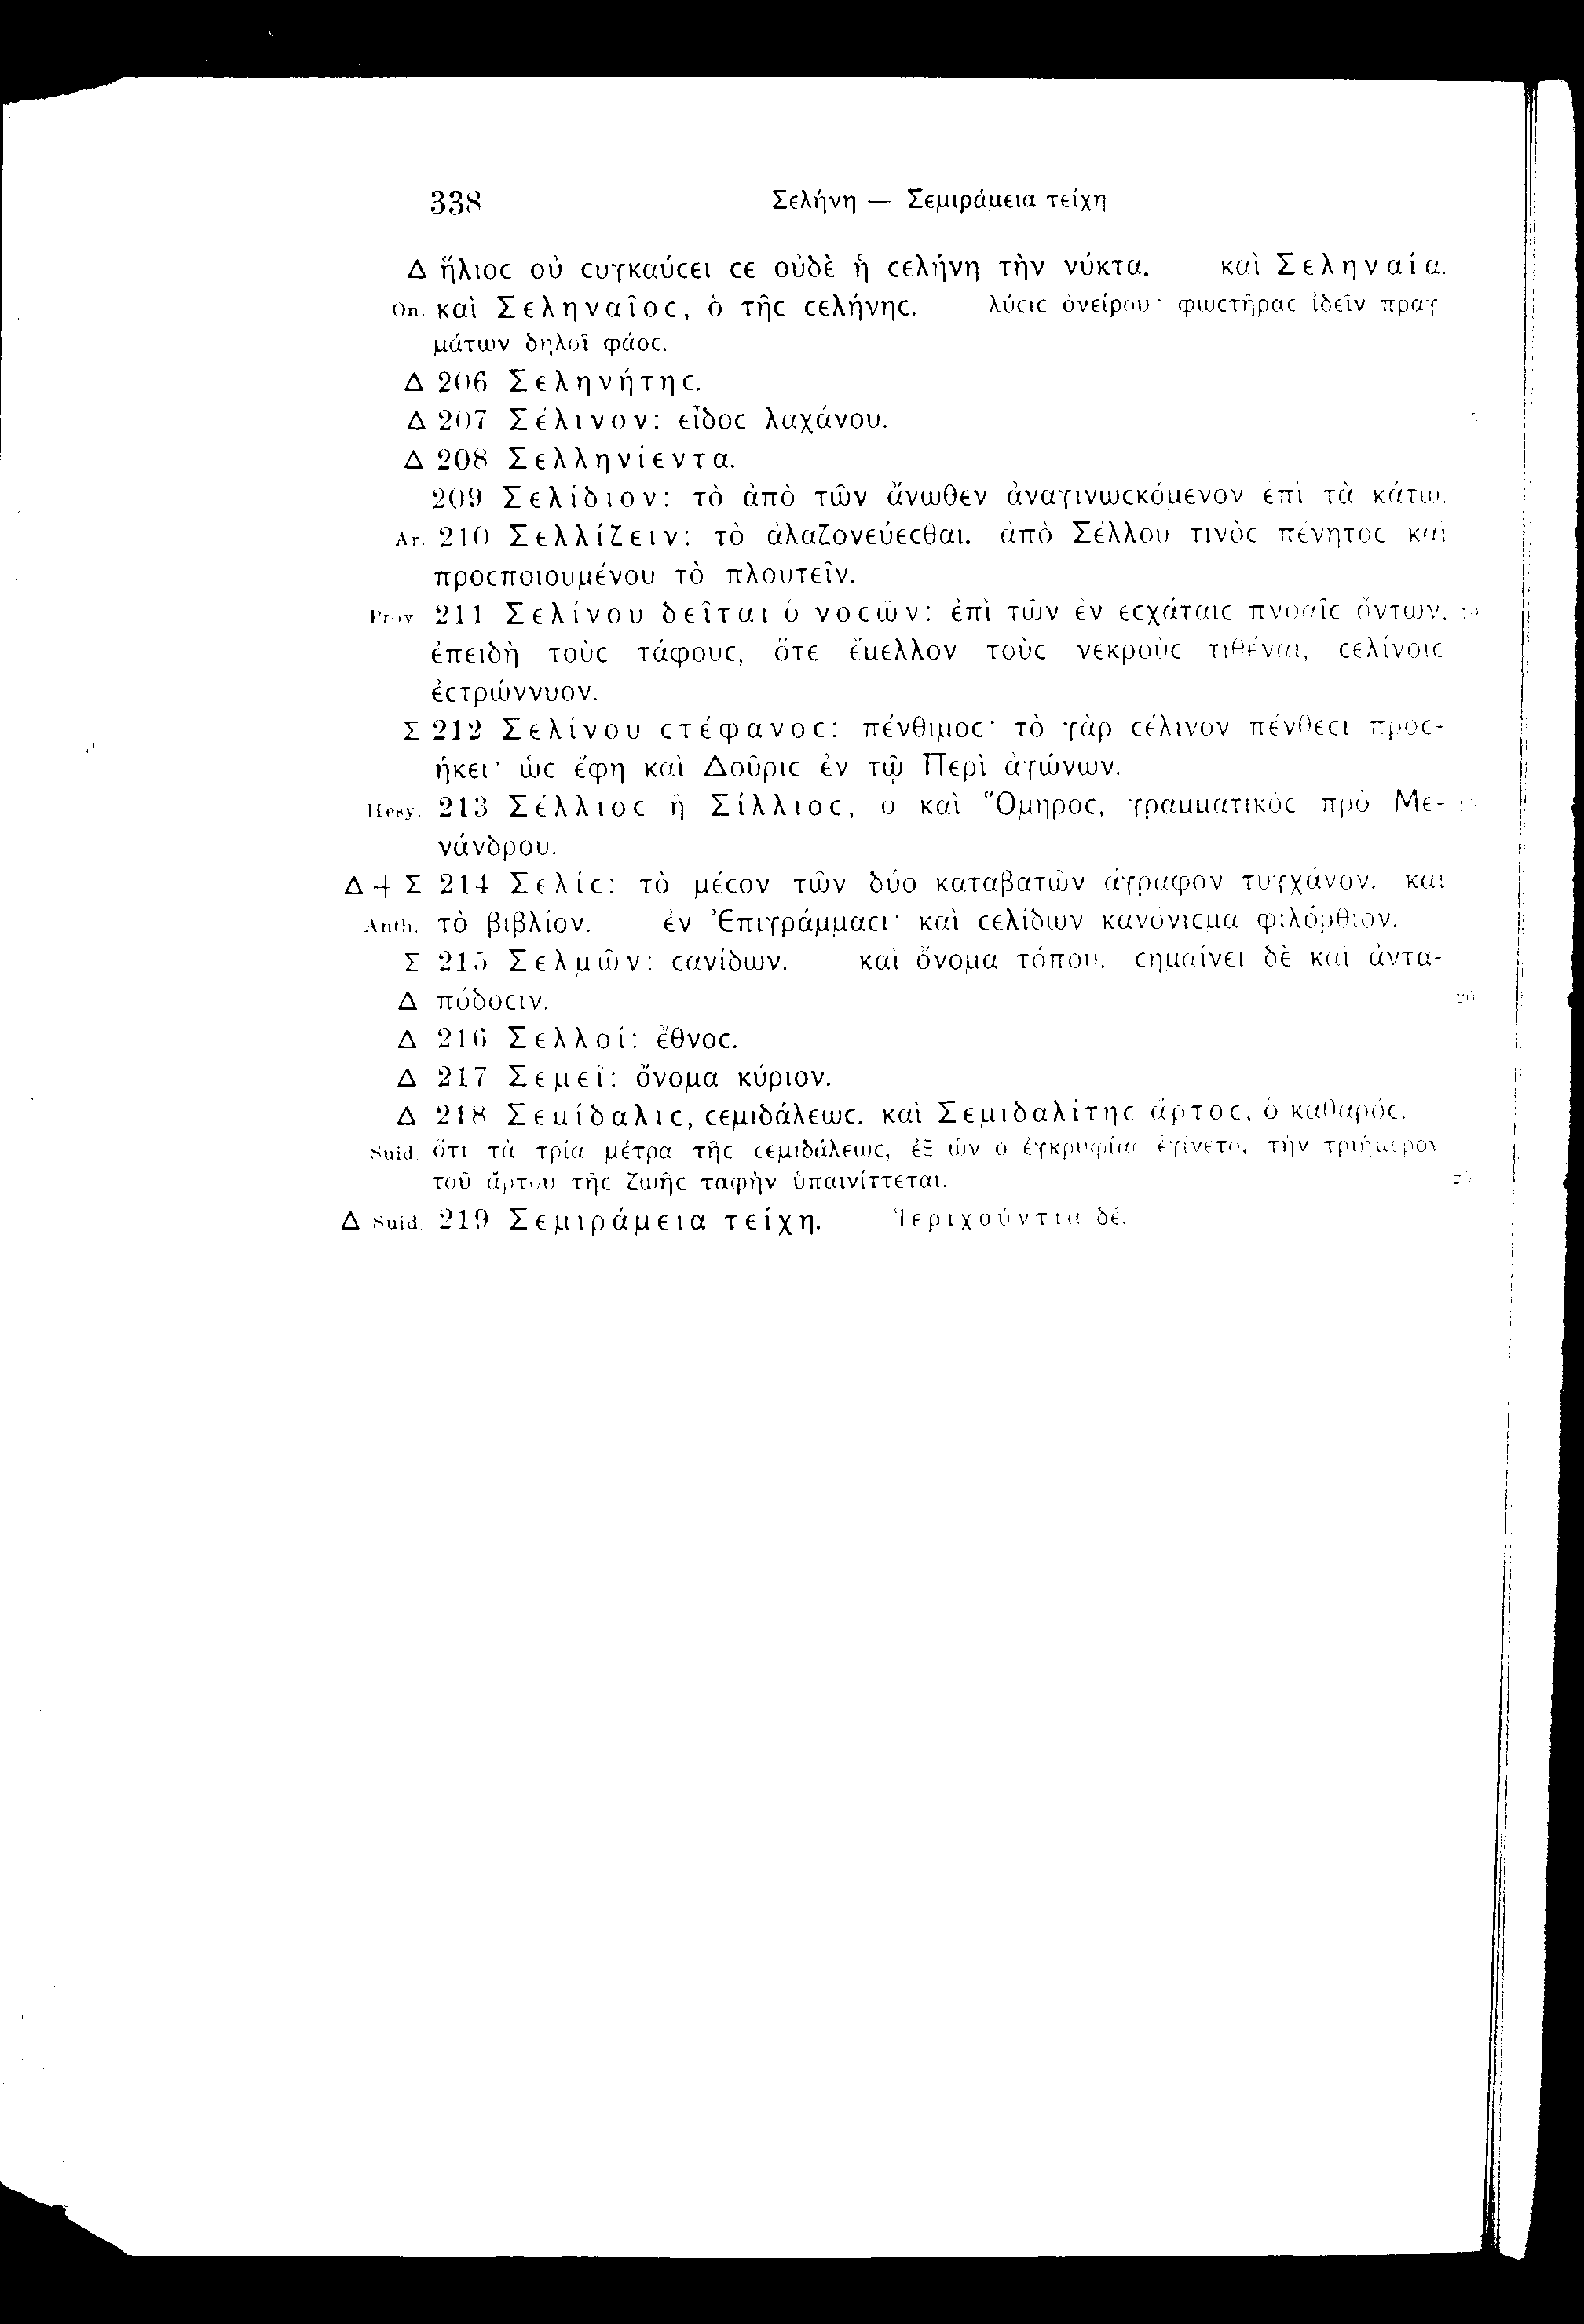 338 Σελήνη — Σεμιράμεια τείχη
Δ ἥλιοϲ οὐ ϲυγκαύϲει ϲε οὐδὲ ἡ ϲελήνη τὴν νύκτα. καὶ Σεληναία.
On. καὶ Σεληναῖοϲ, ὁ τῆϲ ϲελήνηϲ. λύϲιϲ ὀνείρου· φωϲτῆραϲ ἰδεῖν πραγ-
μάτων δηλοῖ φάοϲ.
Δ 206 Σεληνήτηϲ.
Δ 207 Σέλινον: εἶδοϲ λαχάνου.
Δ 208 Σελληνίεντα.
209 Σελίδιον: τὸ ἀπὸ τῶν ἄνωθεν ἀναγινωϲκόμενον ἐπὶ τὰ κάτω.
Ar. 210 Σελλίζειν: τὸ ἀλαζονεύεϲθαι. ἀπὸ Σέλλου τινὸϲ πένητοϲ καὶ
προϲποιουμένου τὸ πλουτεῖν.
Prov. 211 Σελίνου δεῖται ὁ νοϲῶν: ἐπὶ τῶν ἐν ἐϲχάταιϲ πνοαῖϲ ὄντων.
ἐπειδὴ τοὺϲ τάφουϲ, ὅτε ἔμελλον τοὺϲ νεκροὺϲ τιθέναι, ϲελίνοιϲ
ἐϲτρώννυον.
Σ 212 Σελίνου ϲτέφανοϲ: πένθιμοϲ· τὸ γὰρ ϲέλινον πένθεϲι προϲ-
ήκει· ὡϲ ἔφη καὶ Δοῦριϲ ἐν τῷ Περὶ ἀγώνων.
Hesy. 213 Σέλλιοϲ ἢ Σίλλιοϲ, ὁ καὶ Ὅμηροϲ, γραμματικὸϲ πρὸ Με-
νάνδρου.
Δ + Σ 214 Σελίϲ: τὸ μέϲον τῶν δύο καταβατῶν ἄγραφον τυγχάνον. καὶ
Anth. τὸ βιβλίον. ἐν Ἐπιγράμμαϲι· καὶ ϲελίδων κανόνιϲμα φιλόρθιον.
Σ 215 Σελμῶν: ϲανίδων. καὶ ὄνομα τόπου. ϲημαίνει δὲ καὶ ἀντα-
Δ πόδοϲιν. 20
Δ 216 Σελλοί: ἔθνοϲ.
Δ 217 Σεμεΐ: ὄνομα κύριον.
Δ 218 Σεμίδαλιϲ, ϲεμιδάλεωϲ. καὶ Σεμιδαλίτηϲ ἄρτοϲ, ὁ καθαρόϲ.
Suid. ὅτι τὰ τρία μέτρα τῆϲ ϲεμιδάλεωϲ, ἐξ ὧν ὁ ἐγκρυφίαϲ ἐγίνετο, τὴν τριήμερον
τοῦ ἄρτου τῆϲ ζωῆϲ ταφὴν ὑπαινίττεται.
Δ Suid. 219 Σεμιράμεια τείχη. Ἱεριχούντια δέ.